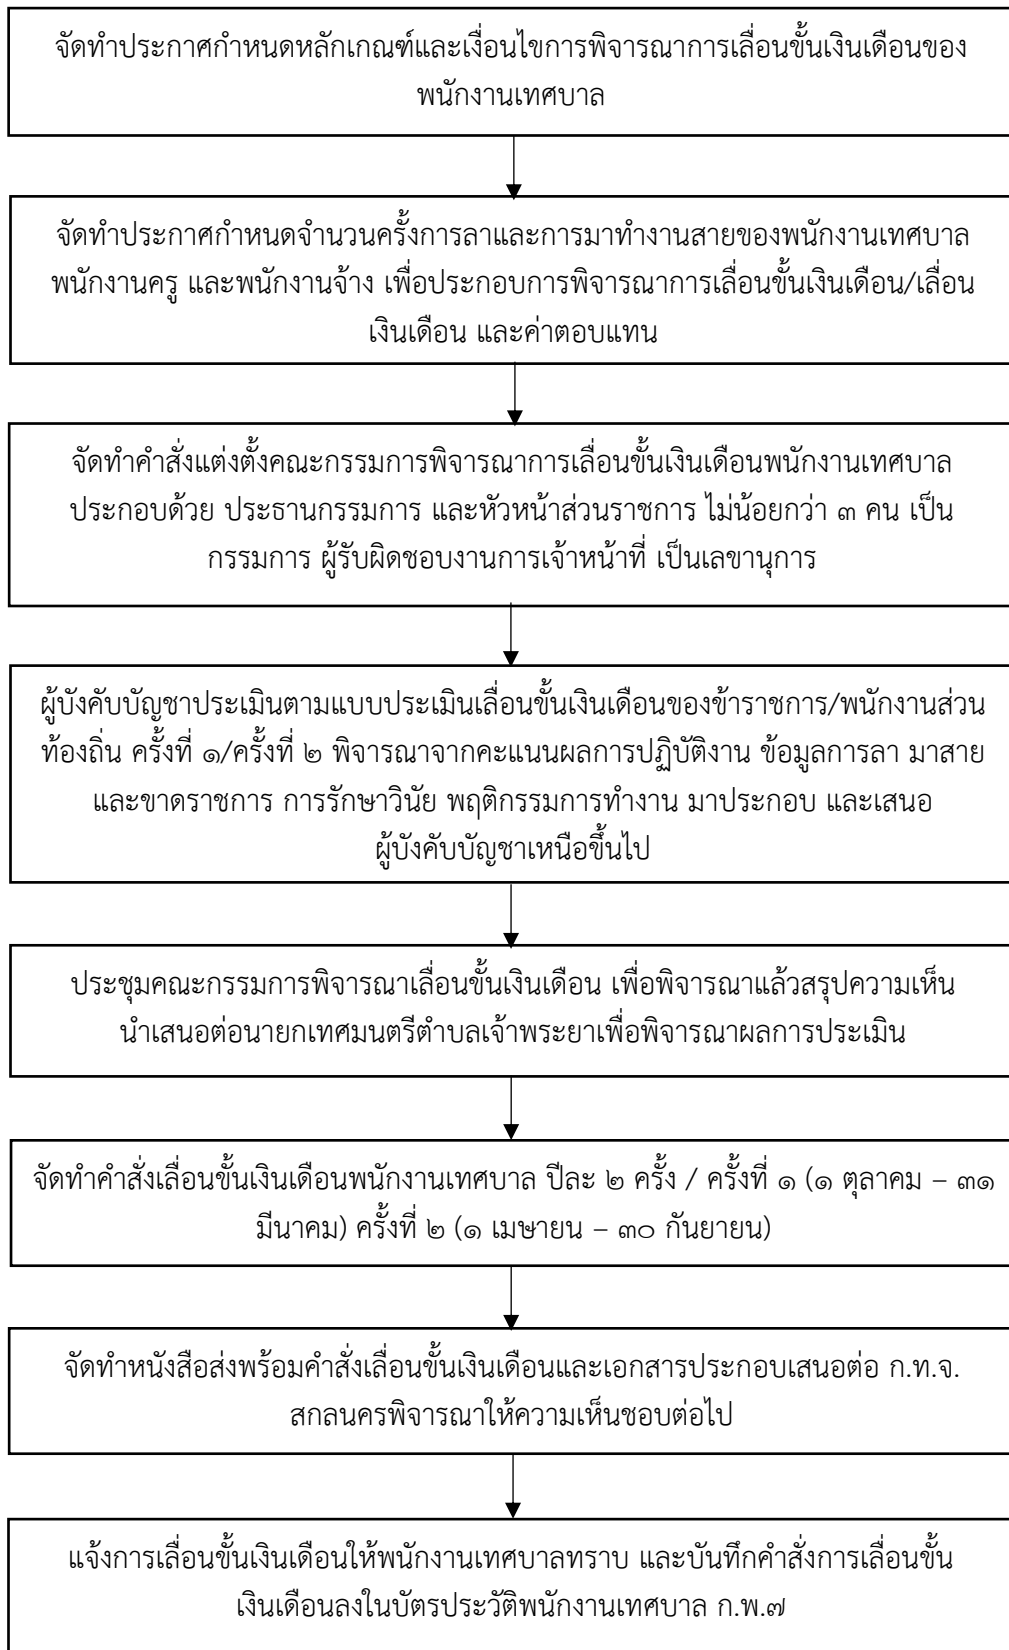 จัดทำประกาศกำหนดหลักเกณฑ์และเงื่อนไขการพิจารณาการเลื่อนขั้นเงินเดือนของ
พนักงานเทศบาล
จัดทำประกาศกำหนดจำนวนครั้งการลาและการมาทำงานสายของพนักงานเทศบาล
พนักงานครู และพนักงานจ้าง เพื่อประกอบการพิจารณาการเลื่อนขั้นเงินเดือน/เลื่อน
เงินเดือน และค่าตอบแทน
จัดทำคำสั่งแต่งตั้งคณะกรรมการพิจารณาการเลื่อนขั้นเงินเดือนพนักงานเทศบาล
ประกอบด้วย ประธานกรรมการ และหัวหน้าส่วนราชการ ไม่น้อยกว่า ๓ คน เป็น
กรรมการ ผู้รับผิดชอบงานการเจ้าหน้าที่ เป็นเลขานุการ
ผู้บังคับบัญชาประเมินตามแบบประเมินเลื่อนขั้นเงินเดือนของข้าราชการ/พนักงานส่วน
ท้องถิ่น ครั้งที่ ๑/ครั้งที่ ๒ พิจารณาจากคะแนนผลการปฏิบัติงาน ข้อมูลการลา มาสาย
และขาดราชการ การรักษาวินัย พฤติกรรมการทำงาน มาประกอบ และเสนอ
ผู้บังคับบัญชาเหนือขึ้นไป
ประชุมคณะกรรมการพิจารณาเลื่อนขั้นเงินเดือน เพื่อพิจารณาแล้วสรุปความเห็น
นำเสนอต่อนายกเทศมนตรีตำบลเจ้าพระยาเพื่อพิจารณาผลการประเมิน
จัดทำคำสั่งเลื่อนขั้นเงินเดือนพนักงานเทศบาล ปีละ ๒ ครั้ง / ครั้งที่ ๑ (๑ ตุลาคม – ๓๑
มีนาคม) ครั้งที่ ๒ (๑ เมษายน – ๓๐ กันยายน)
จัดทำหนังสือส่งพร้อมคำสั่งเลื่อนขั้นเงินเดือนและเอกสารประกอบเสนอต่อ ก.ท.จ.
สกลนครพิจารณาให้ความเห็นชอบต่อไป
แจ้งการเลื่อนขั้นเงินเดือนให้พนักงานเทศบาลทราบ และบันทึกคำสั่งการเลื่อนขั้น
เงินเดือนลงในบัตรประวัติพนักงานเทศบาล ก.พ.๗